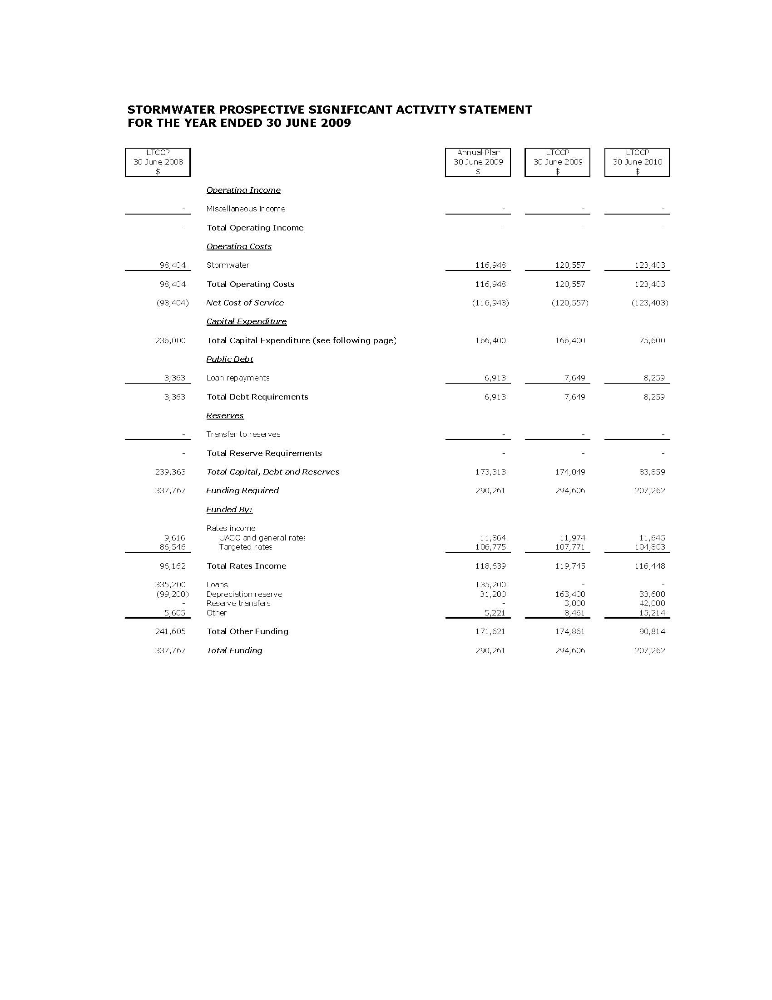 STORMWATER PROSPECTIVE SIGNIFICANT ACTIVITY STATEMENT
FOR THE YEAR ENDED 30 JUNE 2009
LTCCP Annual Plan LTCCP LTCCP
30 June 2008 30 June 2009 30 June 2009 30 June 2010
$ $ $ $
Operating Income
- Miscellaneous income - - -
- Total Operating Income - - -
Operating Costs
98,404 Stormwater 116,948 120,557 123,403
98,404 Total Operating Costs 116,948 120,557 123,403
(98,404) Net Cost of Service (116,948) (120,557) (123,403)
Capital Expenditure
236,000 Total Capital Expenditure (see following page) 166,400 166,400 75,600
Public Debt
3,363 Loan repayments 6,913 7,649 8,259
3,363 Total Debt Requirements 6,913 7,649 8,259
Reserves
- Transfer to reserves - - -
- Total Reserve Requirements - - -
239,363 Total Capital, Debt and Reserves 173,313 174,049 83,859
337,767 Funding Required 290,261 294,606 207,262
Funded By:
Rates income
9,616 UAGC and general rates 11,864 11,974 11,645
86,546 Targeted rates 106,775 107,771 104,803
96,162 Total Rates Income 118,639 119,745 116,448
335,200 Loans 135,200 - -
(99,200) Depreciation reserve 31,200 163,400 33,600
- Reserve transfers - 3,000 42,000
5,605 Other 5,221 8,461 15,214
241,605 Total Other Funding 171,621 174,861 90,814
337,767 Total Funding 290,261 294,606 207,262